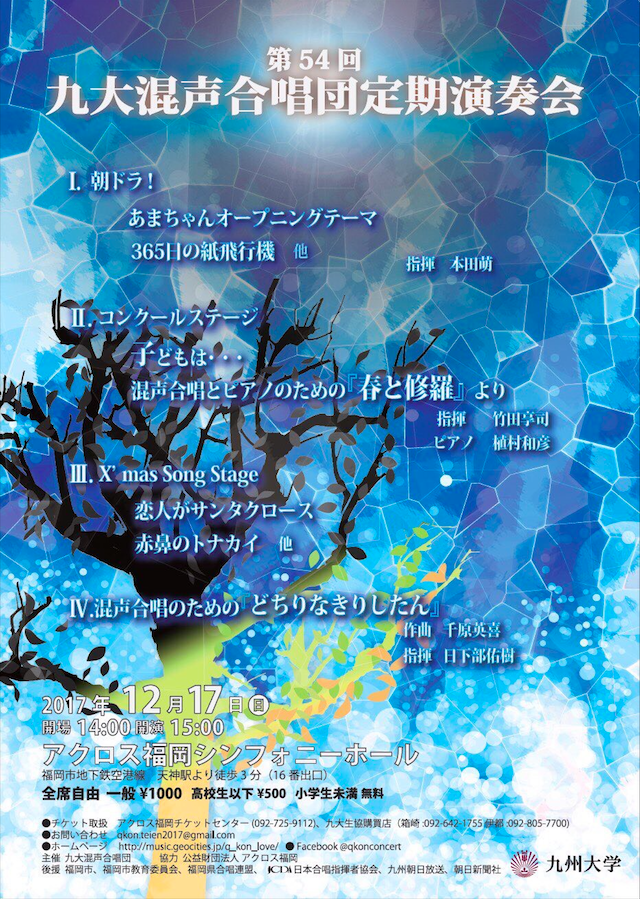 第54回
九大混声合唱団定期演奏会
I. 朝ドラ！
あまちゃんオープニングテーマ
365日の紙飛行機 他
指揮 本田萌
II. コンクールステージ
子どもは・・・
混声合唱とピアノのための『春と修羅』より
指揮 竹田享司
ピアノ 植村和彦
III. X' mas Song Stage
恋人がサンタクロース
赤鼻のトナカイ 他
IV.混声合唱のための『どちりなきりしたん』
作曲 千原英喜
指揮 日下部佑樹
2017年12月17日日
開場 14:00 開演 15:00
アクロス福岡シンフォニーホール
福岡市地下鉄空港線 天神駅より徒歩3分（16番出口）
全席自由 一般 ¥1000 高校生以下 ¥500 小学生未満 無料
●チケット取扱 アクロス福岡チケットセンター (092-725-9112)、九大生協購買店（箱崎:092-642-1755 伊都:092-805-7700）
●お問い合わせ qkon.teien2017@gmail.com
●ホームページ http://music.geocities.jp/q_kon_love/ ● Facebook @qkonconcert
主催 九大混声合唱団 協力 公益財団法人 アクロス福岡
後援 福岡市、福岡市教育委員会、福岡県合唱連盟、JCDA日本合唱指揮者協会、九州朝日放送、朝日新聞社
九州大学